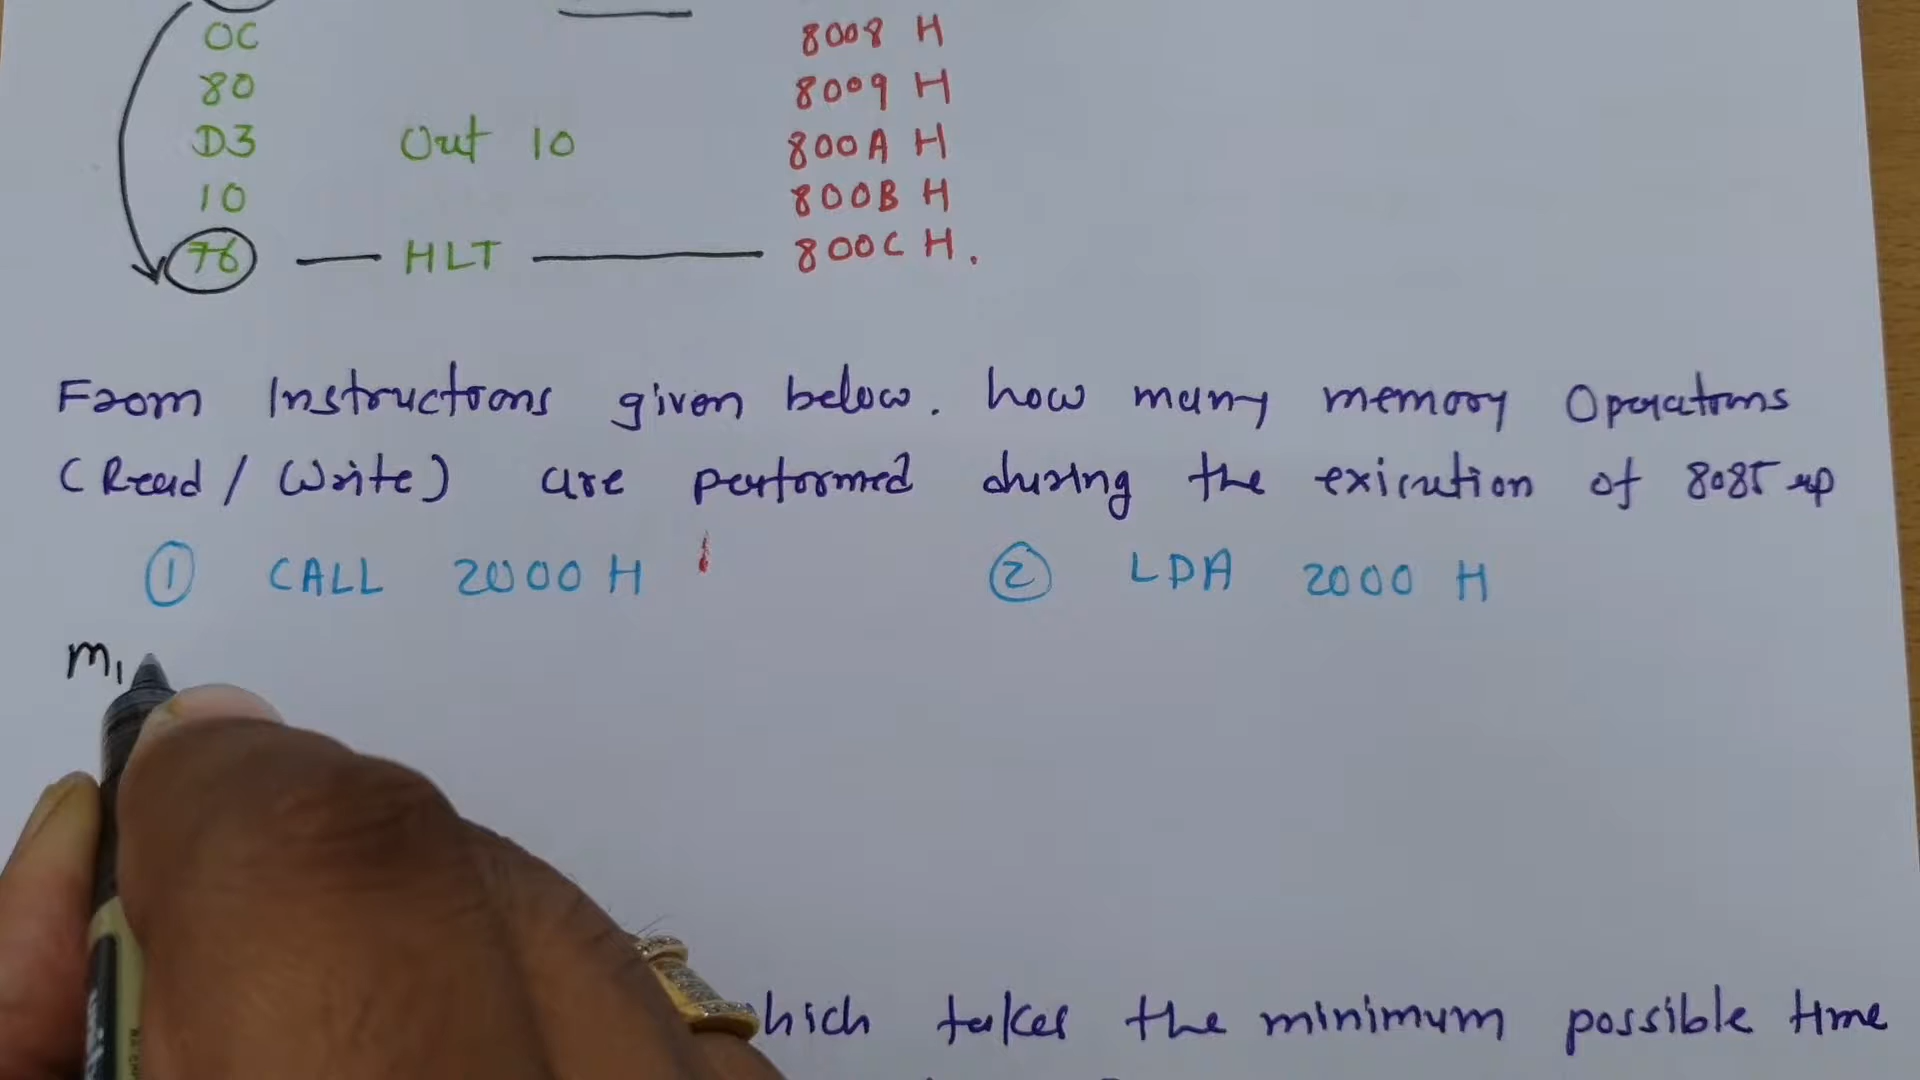 0C 8008 H
80 8009 H
D3 Out 10 800A H
10 800B H
76 — HLT — 800C H.
From Instructions given below. how many memory Operations
(Read / Write) are performed during the exicution of 8085 up
① CALL 2000 H ② LDA 2000 H
m1
hich takes the minimum possible time